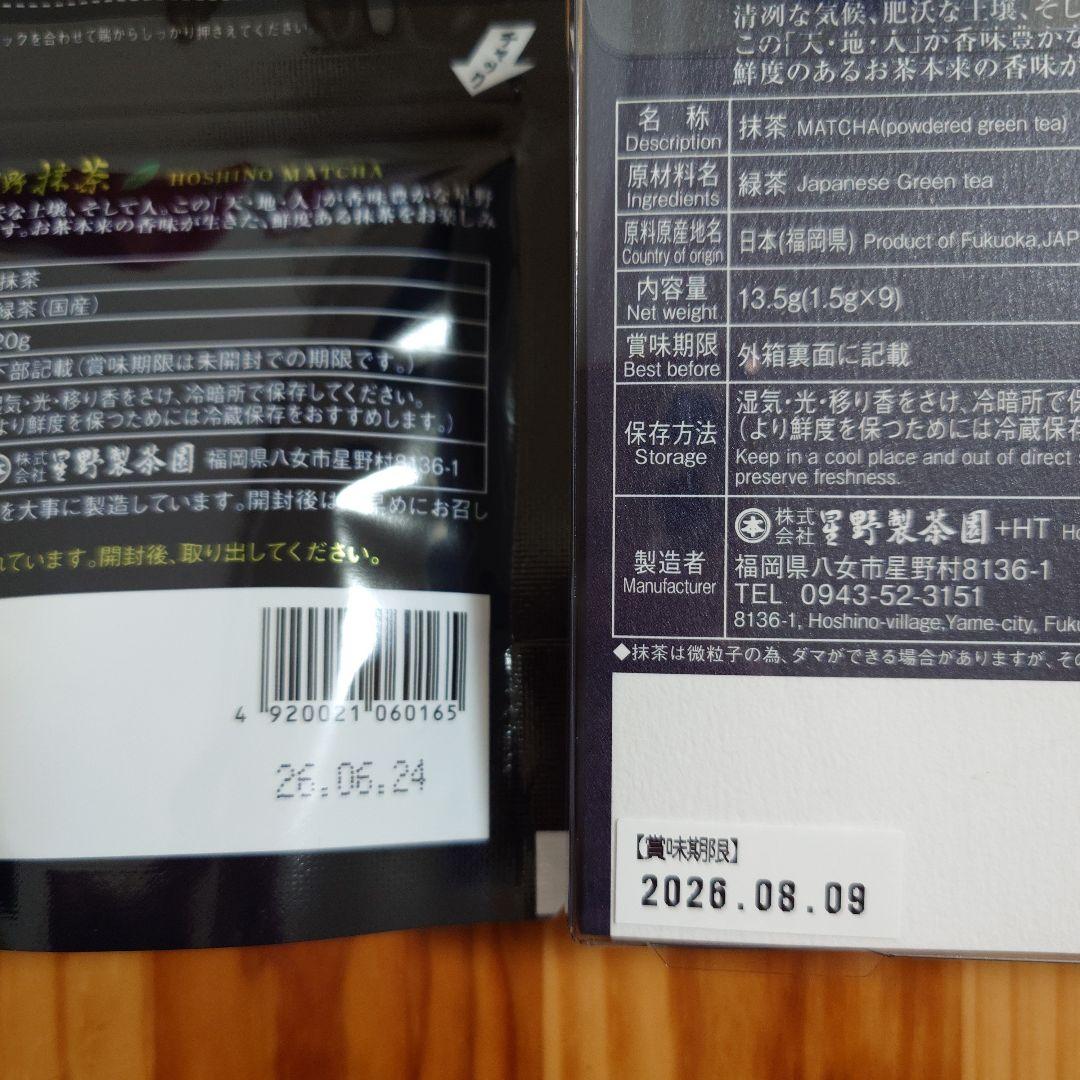 ックを合わせて端からしっかり押さえてください。
野抹茶 HOSHINO MATCHA
な土壌、そして人。この「天・地・人」が香味豊かな星野
す。お茶本来の香味が生きた、鮮度ある抹茶をお楽しみ
抹茶
緑茶(国産)
20g
下部記載(賞味期限は未開封での期限です。)
湿気・光・移り香をさけ、冷暗所で保存してください。
(より鮮度を保つためには冷蔵保存をおすすめします。)
株式会社 星野製茶園 福岡県八女市星野村8136-1
を大事に製造しています。開封後は早めにお召し
れています。開封後、取り出してください。
4 920021 060165
26.06.24
清冽な気候、肥沃な土壌、そし
この「天・地・人」が香味豊かな
鮮度のあるお茶本来の香味が
名称 Description 抹茶 MATCHA(powdered green tea)
原材料名 Ingredients 緑茶 Japanese Green tea
原料原産地名 Country of origin 日本(福岡県) Product of Fukuoka,JAP
内容量 Net weight 13.5g(1.5g×9)
賞味期限 Best before 外箱裏面に記載
保存方法 Storage 湿気・光・移り香をさけ、冷暗所で保
(より鮮度を保つためには冷蔵保存
Keep in a cool place and out of direct s
preserve freshness.
製造者 Manufacturer 本 株式会社 星野製茶園+HT Ho
福岡県八女市星野村8136-1
TEL 0943-52-3151
8136-1, Hoshino-village,Yame-city, Fuku
◆抹茶は微粒子の為、ダマができる場合がありますが、その
【賞味期限】
2026.08.09